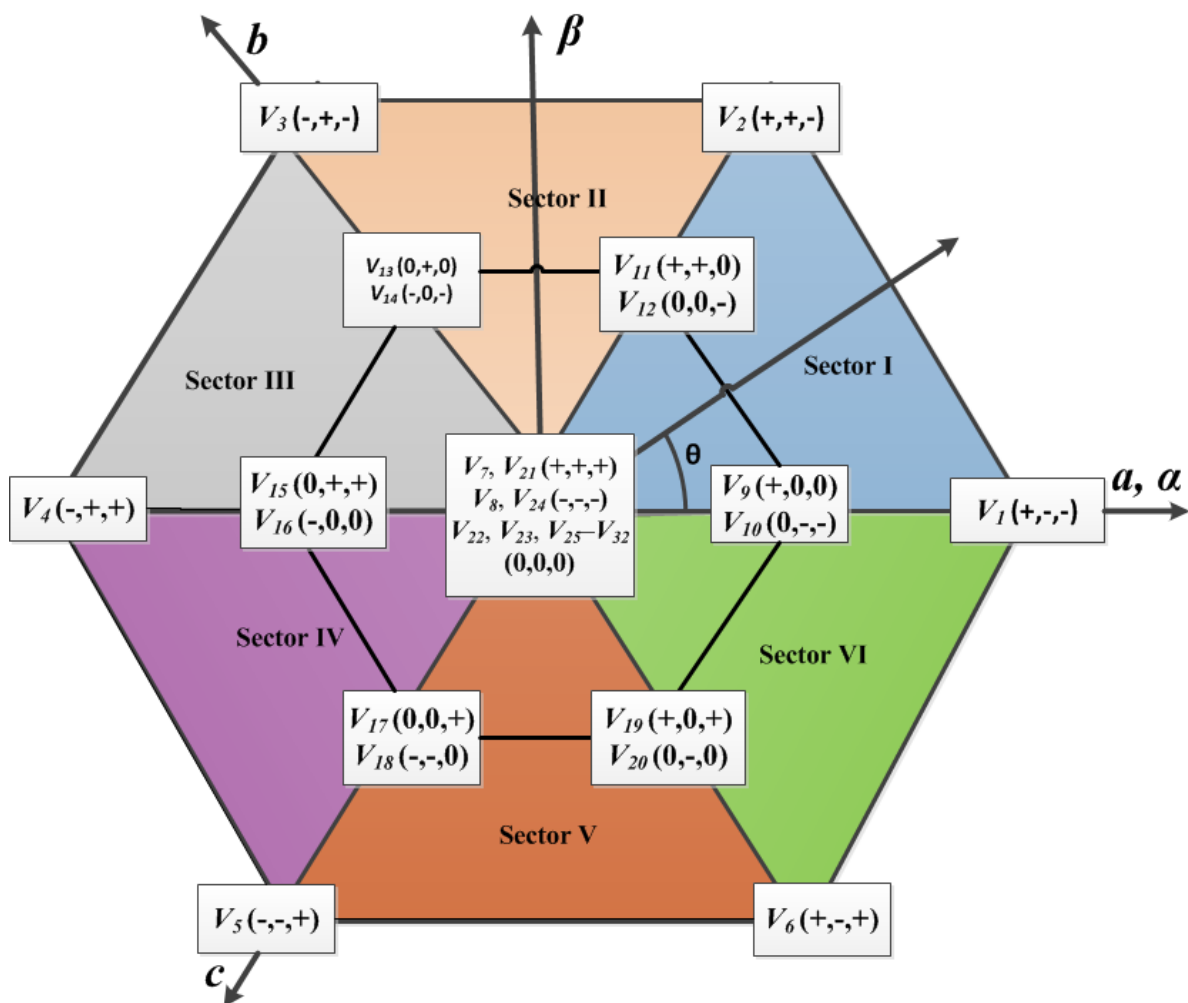 b
β
V3 (-,+,-)
V2 (+,+,-)
Sector II
V13 (0,+,0)
V14 (-,0,-)
V11 (+,+,0)
V12 (0,0,-)
Sector III
Sector I
θ
V4 (-,+,+)
V15 (0,+,+)
V16 (-,0,0)
V7, V21 (+,+,+)
V8, V24 (-,-,-)
V22, V23, V25–V32
(0,0,0)
V9 (+,0,0)
V10 (0,-,-)
V1 (+,-,-)
a, α
Sector IV
Sector VI
V17 (0,0,+)
V18 (-,-,0)
V19 (+,0,+)
V20 (0,-,0)
Sector V
V5 (-,-,+)
V6 (+,-,+)
c